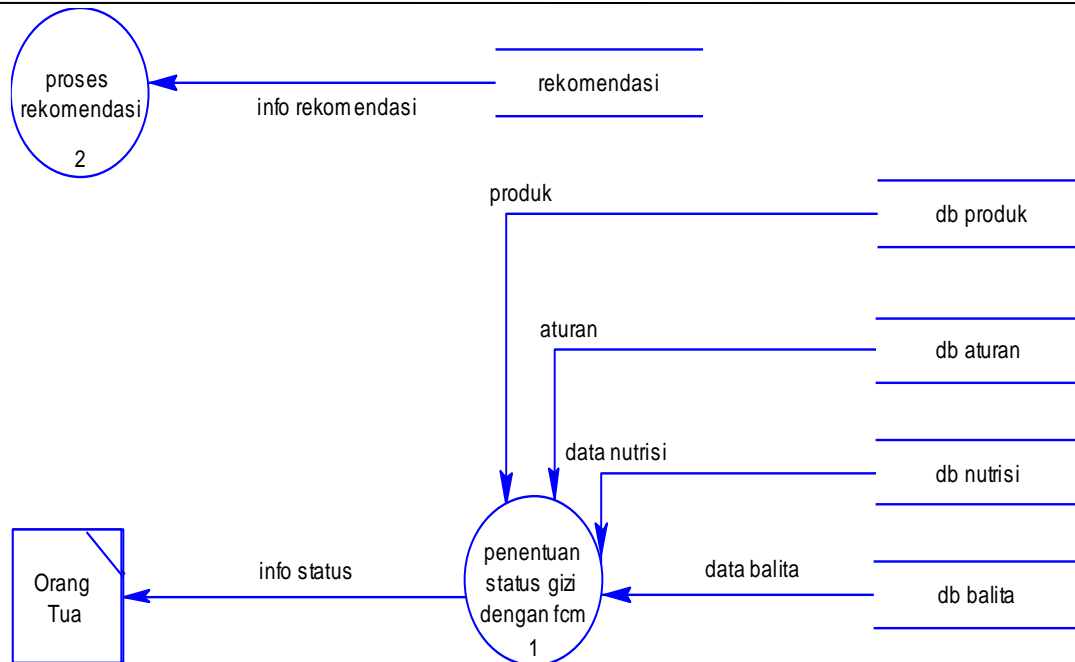 proses
rekomendasi
2
info rekomendasi
rekomendasi
produk
db produk
aturan
db aturan
data nutrisi
db nutrisi
Orang
Tua
info status
penentuan
status gizi
dengan fcm
1
data balita
db balita